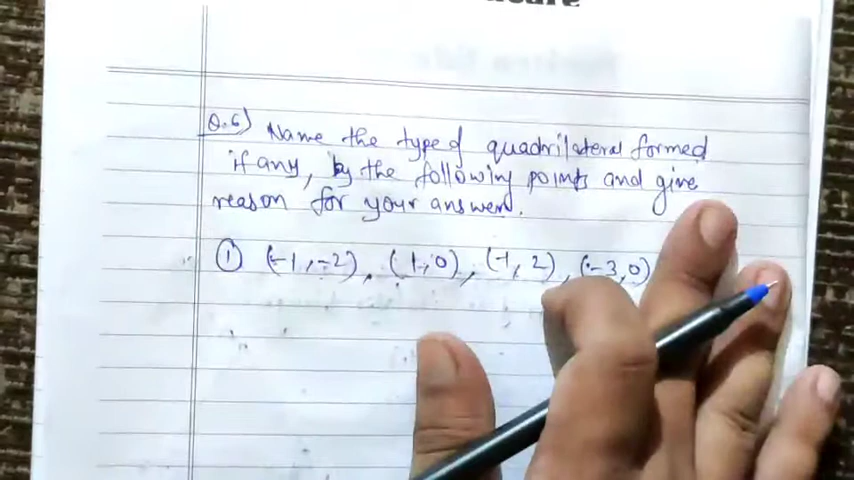 Q.6) Name the type of quadrilateral formed
if any, by the following points and give
reason for your answer.
① (-1,-2), (1,0), (-1,2), (-3,0)